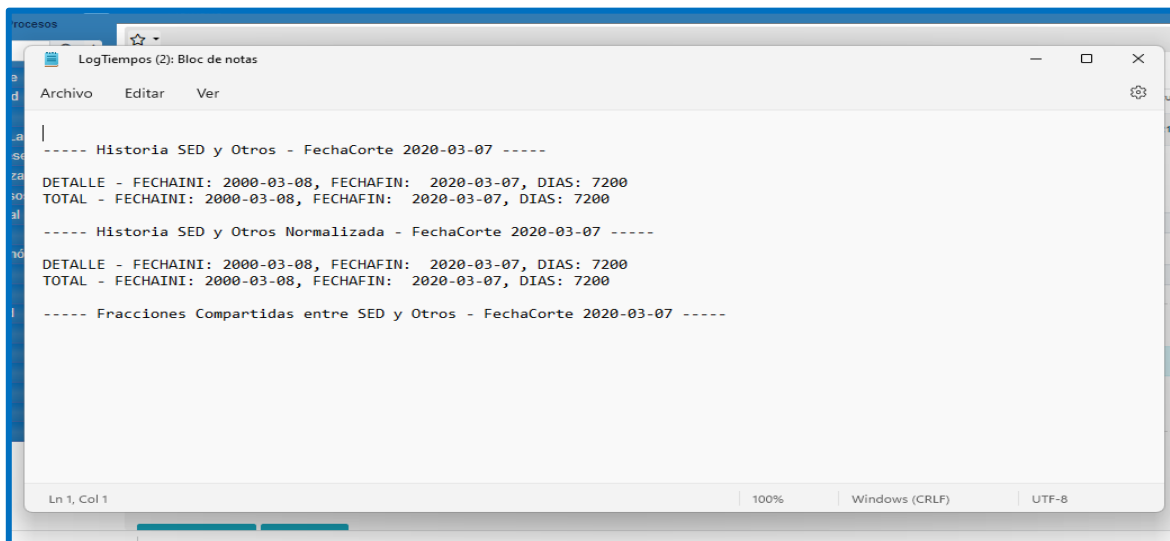 rocesos
LogTiempos (2): Bloc de notas
Archivo Editar Ver
----- Historia SED y Otros - FechaCorte 2020-03-07 -----
DETALLE - FECHAINI: 2000-03-08, FECHAFIN:  2020-03-07, DIAS: 7200
TOTAL - FECHAINI: 2000-03-08, FECHAFIN:  2020-03-07, DIAS: 7200
----- Historia SED y Otros Normalizada - FechaCorte 2020-03-07 -----
DETALLE - FECHAINI: 2000-03-08, FECHAFIN:  2020-03-07, DIAS: 7200
TOTAL - FECHAINI: 2000-03-08, FECHAFIN:  2020-03-07, DIAS: 7200
----- Fracciones Compartidas entre SED y Otros - FechaCorte 2020-03-07 -----
Ln 1, Col 1 100% Windows (CRLF) UTF-8